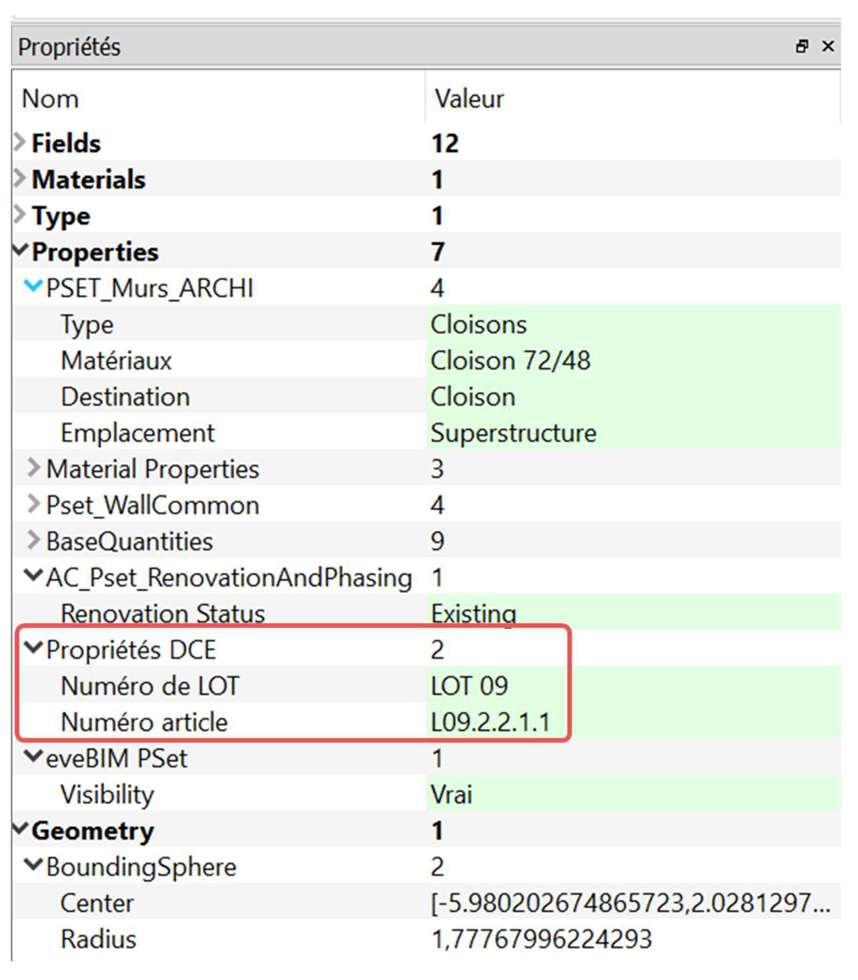 Propriétés
Nom Valeur
Fields 12
Materials 1
Type 1
Properties 7
PSET_Murs_ARCHI 4
Type Cloisons
Matériaux Cloison 72/48
Destination Cloison
Emplacement Superstructure
Material Properties 3
Pset_WallCommon 4
BaseQuantities 9
AC_Pset_RenovationAndPhasing 1
Renovation Status Existing
Propriétés DCE 2
Numéro de LOT LOT 09
Numéro article L09.2.2.1.1
eveBIM PSet 1
Visibility Vrai
Geometry 1
BoundingSphere 2
Center [-5.980202674865723,2.0281297...
Radius 1,77767996224293